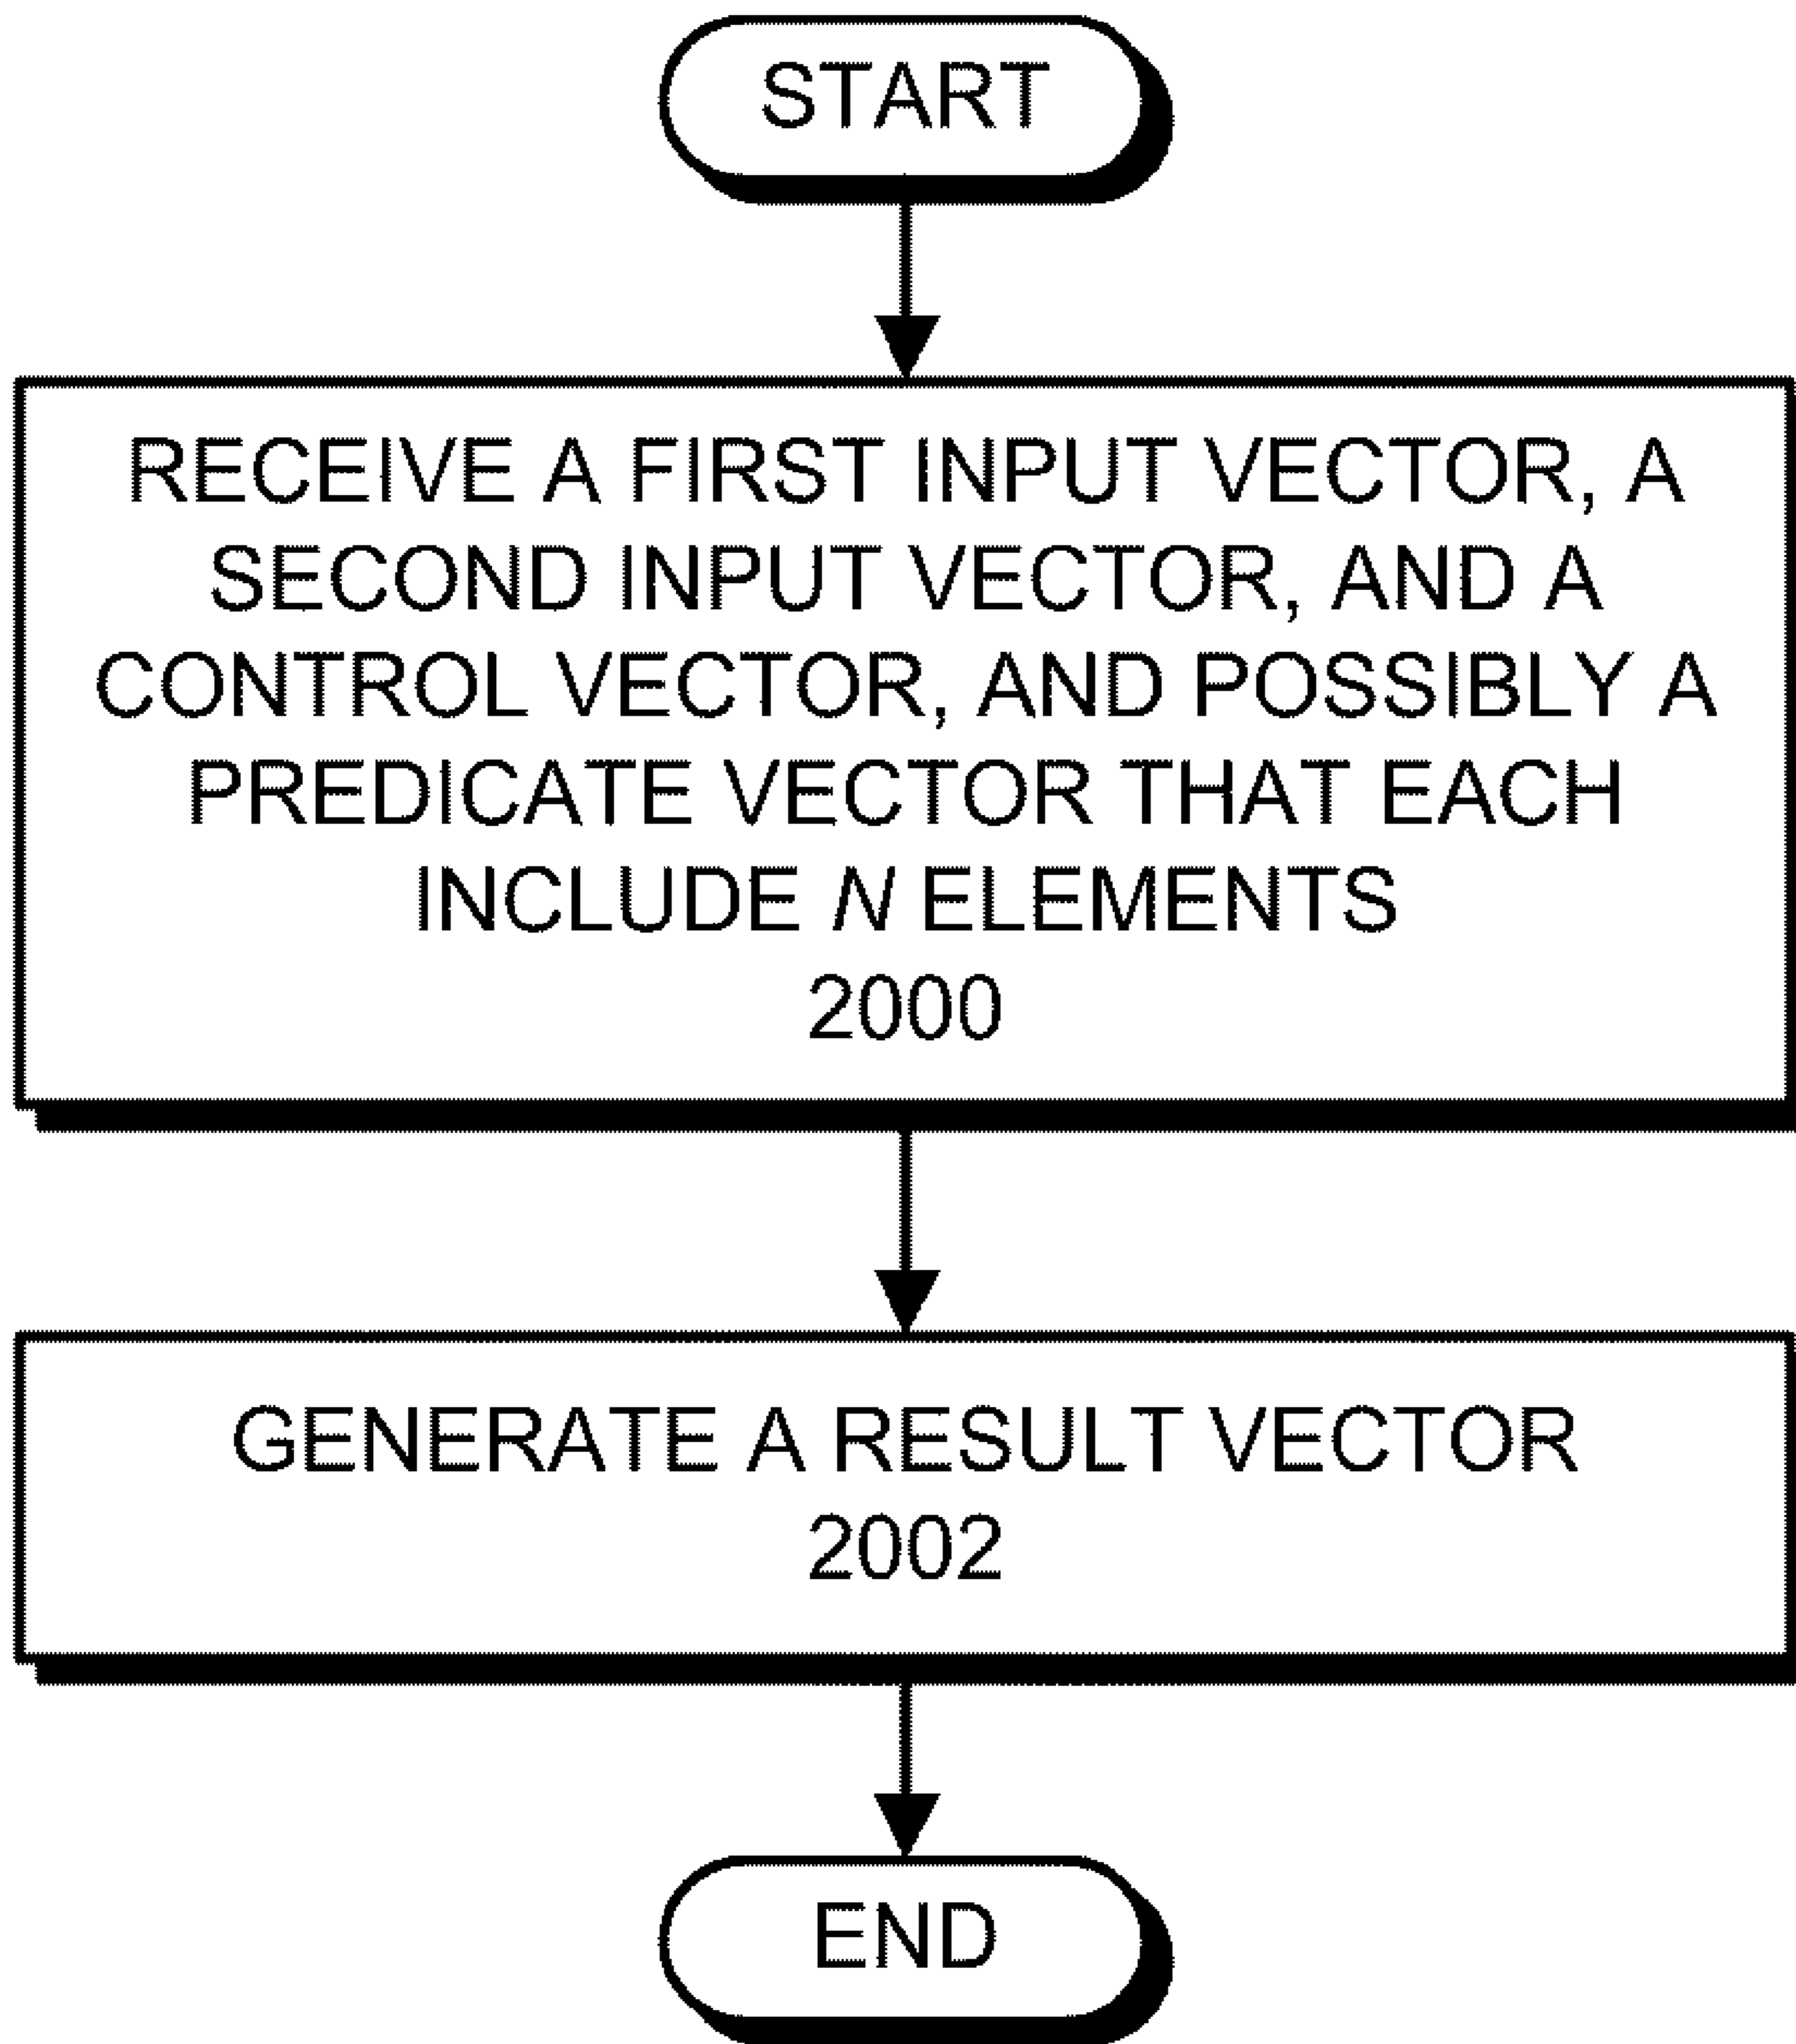 START
RECEIVE A FIRST INPUT VECTOR, A
SECOND INPUT VECTOR, AND A
CONTROL VECTOR, AND POSSIBLY A
PREDICATE VECTOR THAT EACH
INCLUDE N ELEMENTS
2000
GENERATE A RESULT VECTOR
2002
END